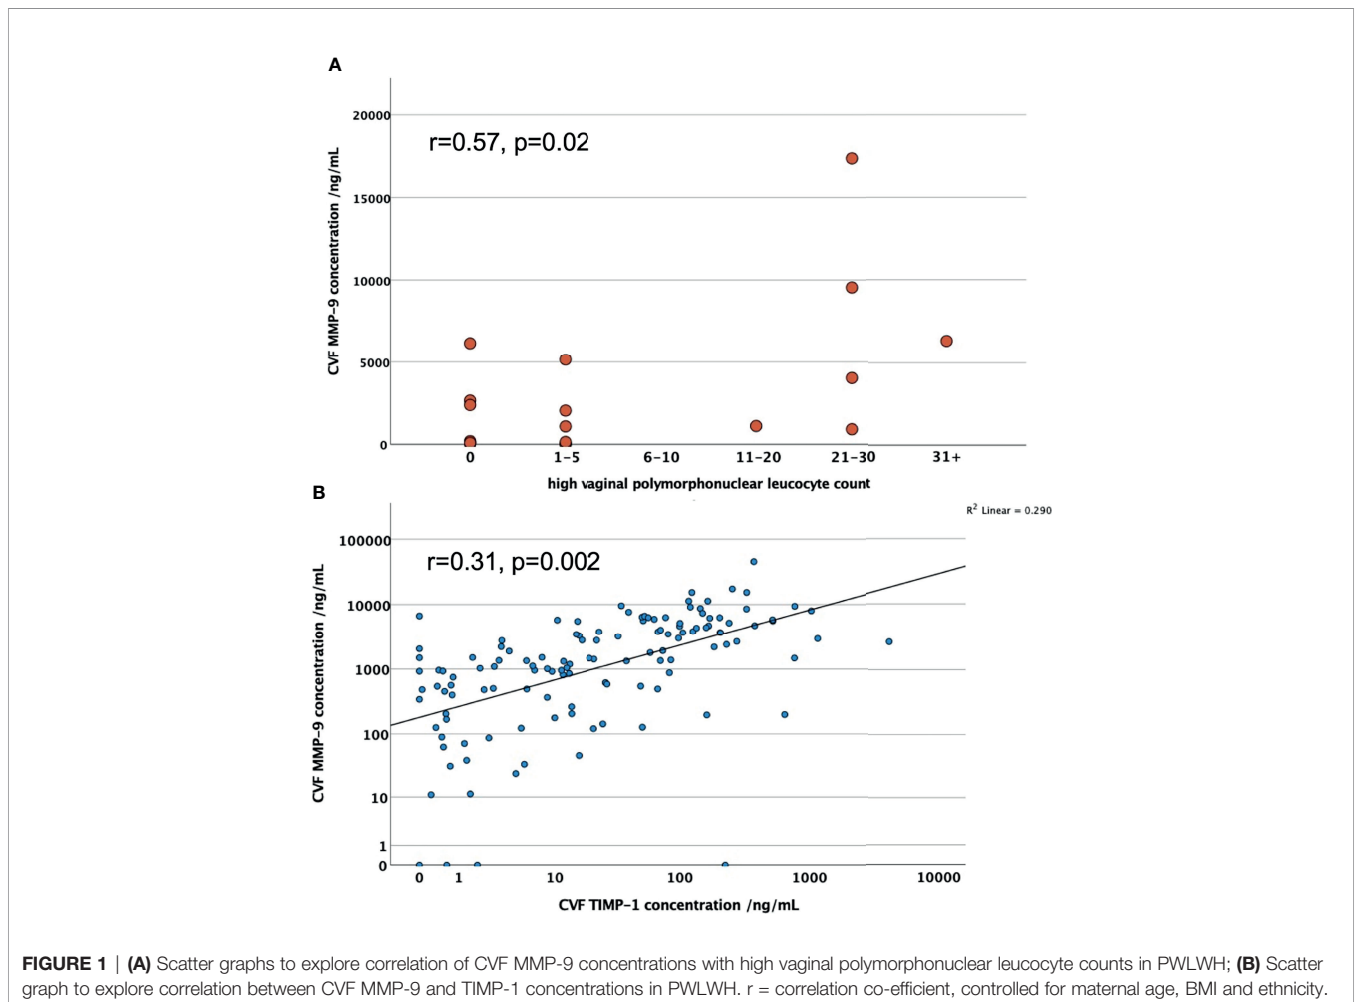 A
r=0.57, p=0.02
CVF MMP-9 concentration /ng/mL
20000
15000
10000
5000
0
0 1-5 6-10 11-20 21-30 31+
high vaginal polymorphonuclear leucocyte count
B
R² Linear = 0.290
r=0.31, p=0.002
CVF MMP-9 concentration /ng/mL
100000
10000
1000
100
10
1
0
0 1 10 100 1000 10000
CVF TIMP-1 concentration /ng/mL
FIGURE 1 | (A) Scatter graphs to explore correlation of CVF MMP-9 concentrations with high vaginal polymorphonuclear leucocyte counts in PWLWH; (B) Scatter
graph to explore correlation between CVF MMP-9 and TIMP-1 concentrations in PWLWH. r = correlation co-efficient, controlled for maternal age, BMI and ethnicity.